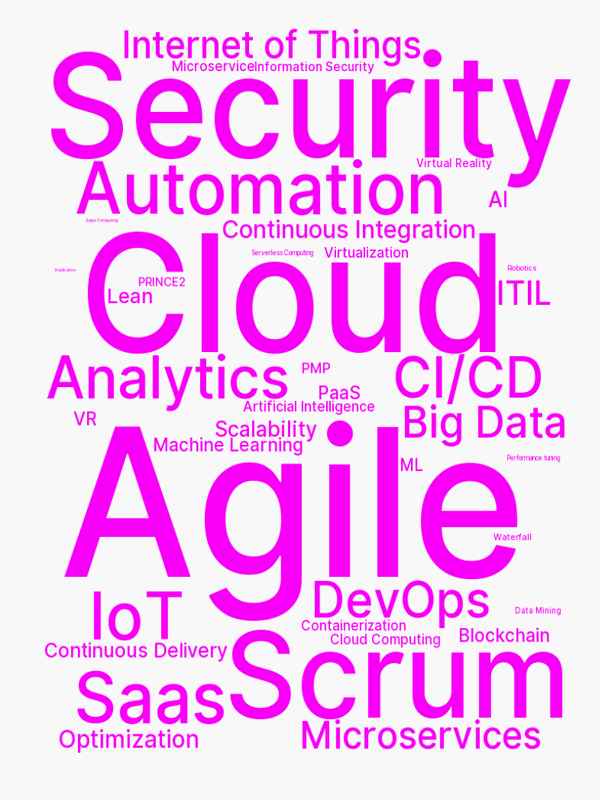 Internet of Things
Microservice
Information Security
Security
Virtual Reality
Automation
AI
Edge Computing
Continuous Integration
Serverless Computing
Virtualization
Cloud
Replication
Robotics
PRINCE2
Lean
ITIL
Analytics
PMP
CI/CD
PaaS
Artificial Intelligence
VR
Big Data
Scalability
Machine Learning
Agile
ML
Performance tuning
Waterfall
IoT
DevOps
Data Mining
Containerization
Cloud Computing
Blockchain
Continuous Delivery
Scrum
Saas
Optimization
Microservices